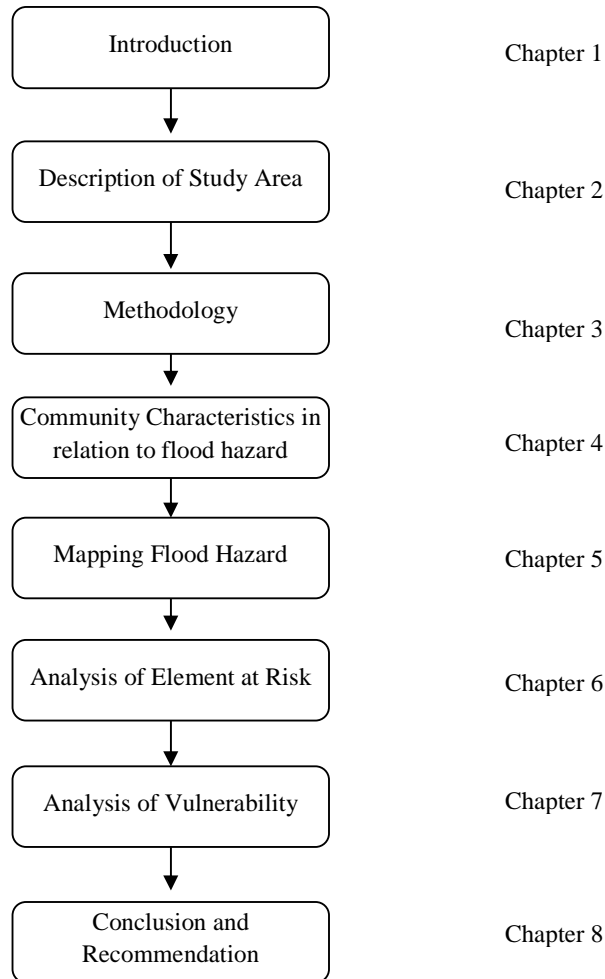 Introduction
Chapter 1
Description of Study Area
Chapter 2
Methodology
Chapter 3
Community Characteristics in
relation to flood hazard
Chapter 4
Mapping Flood Hazard
Chapter 5
Analysis of Element at Risk
Chapter 6
Analysis of Vulnerability
Chapter 7
Conclusion and
Recommendation
Chapter 8